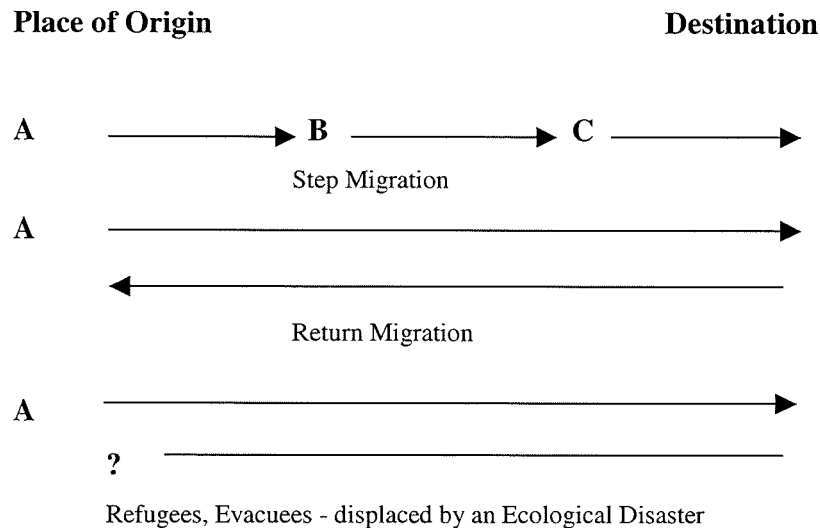 Place of Origin Destination
A B C
Step Migration
A
Return Migration
A
?
Refugees, Evacuees - displaced by an Ecological Disaster